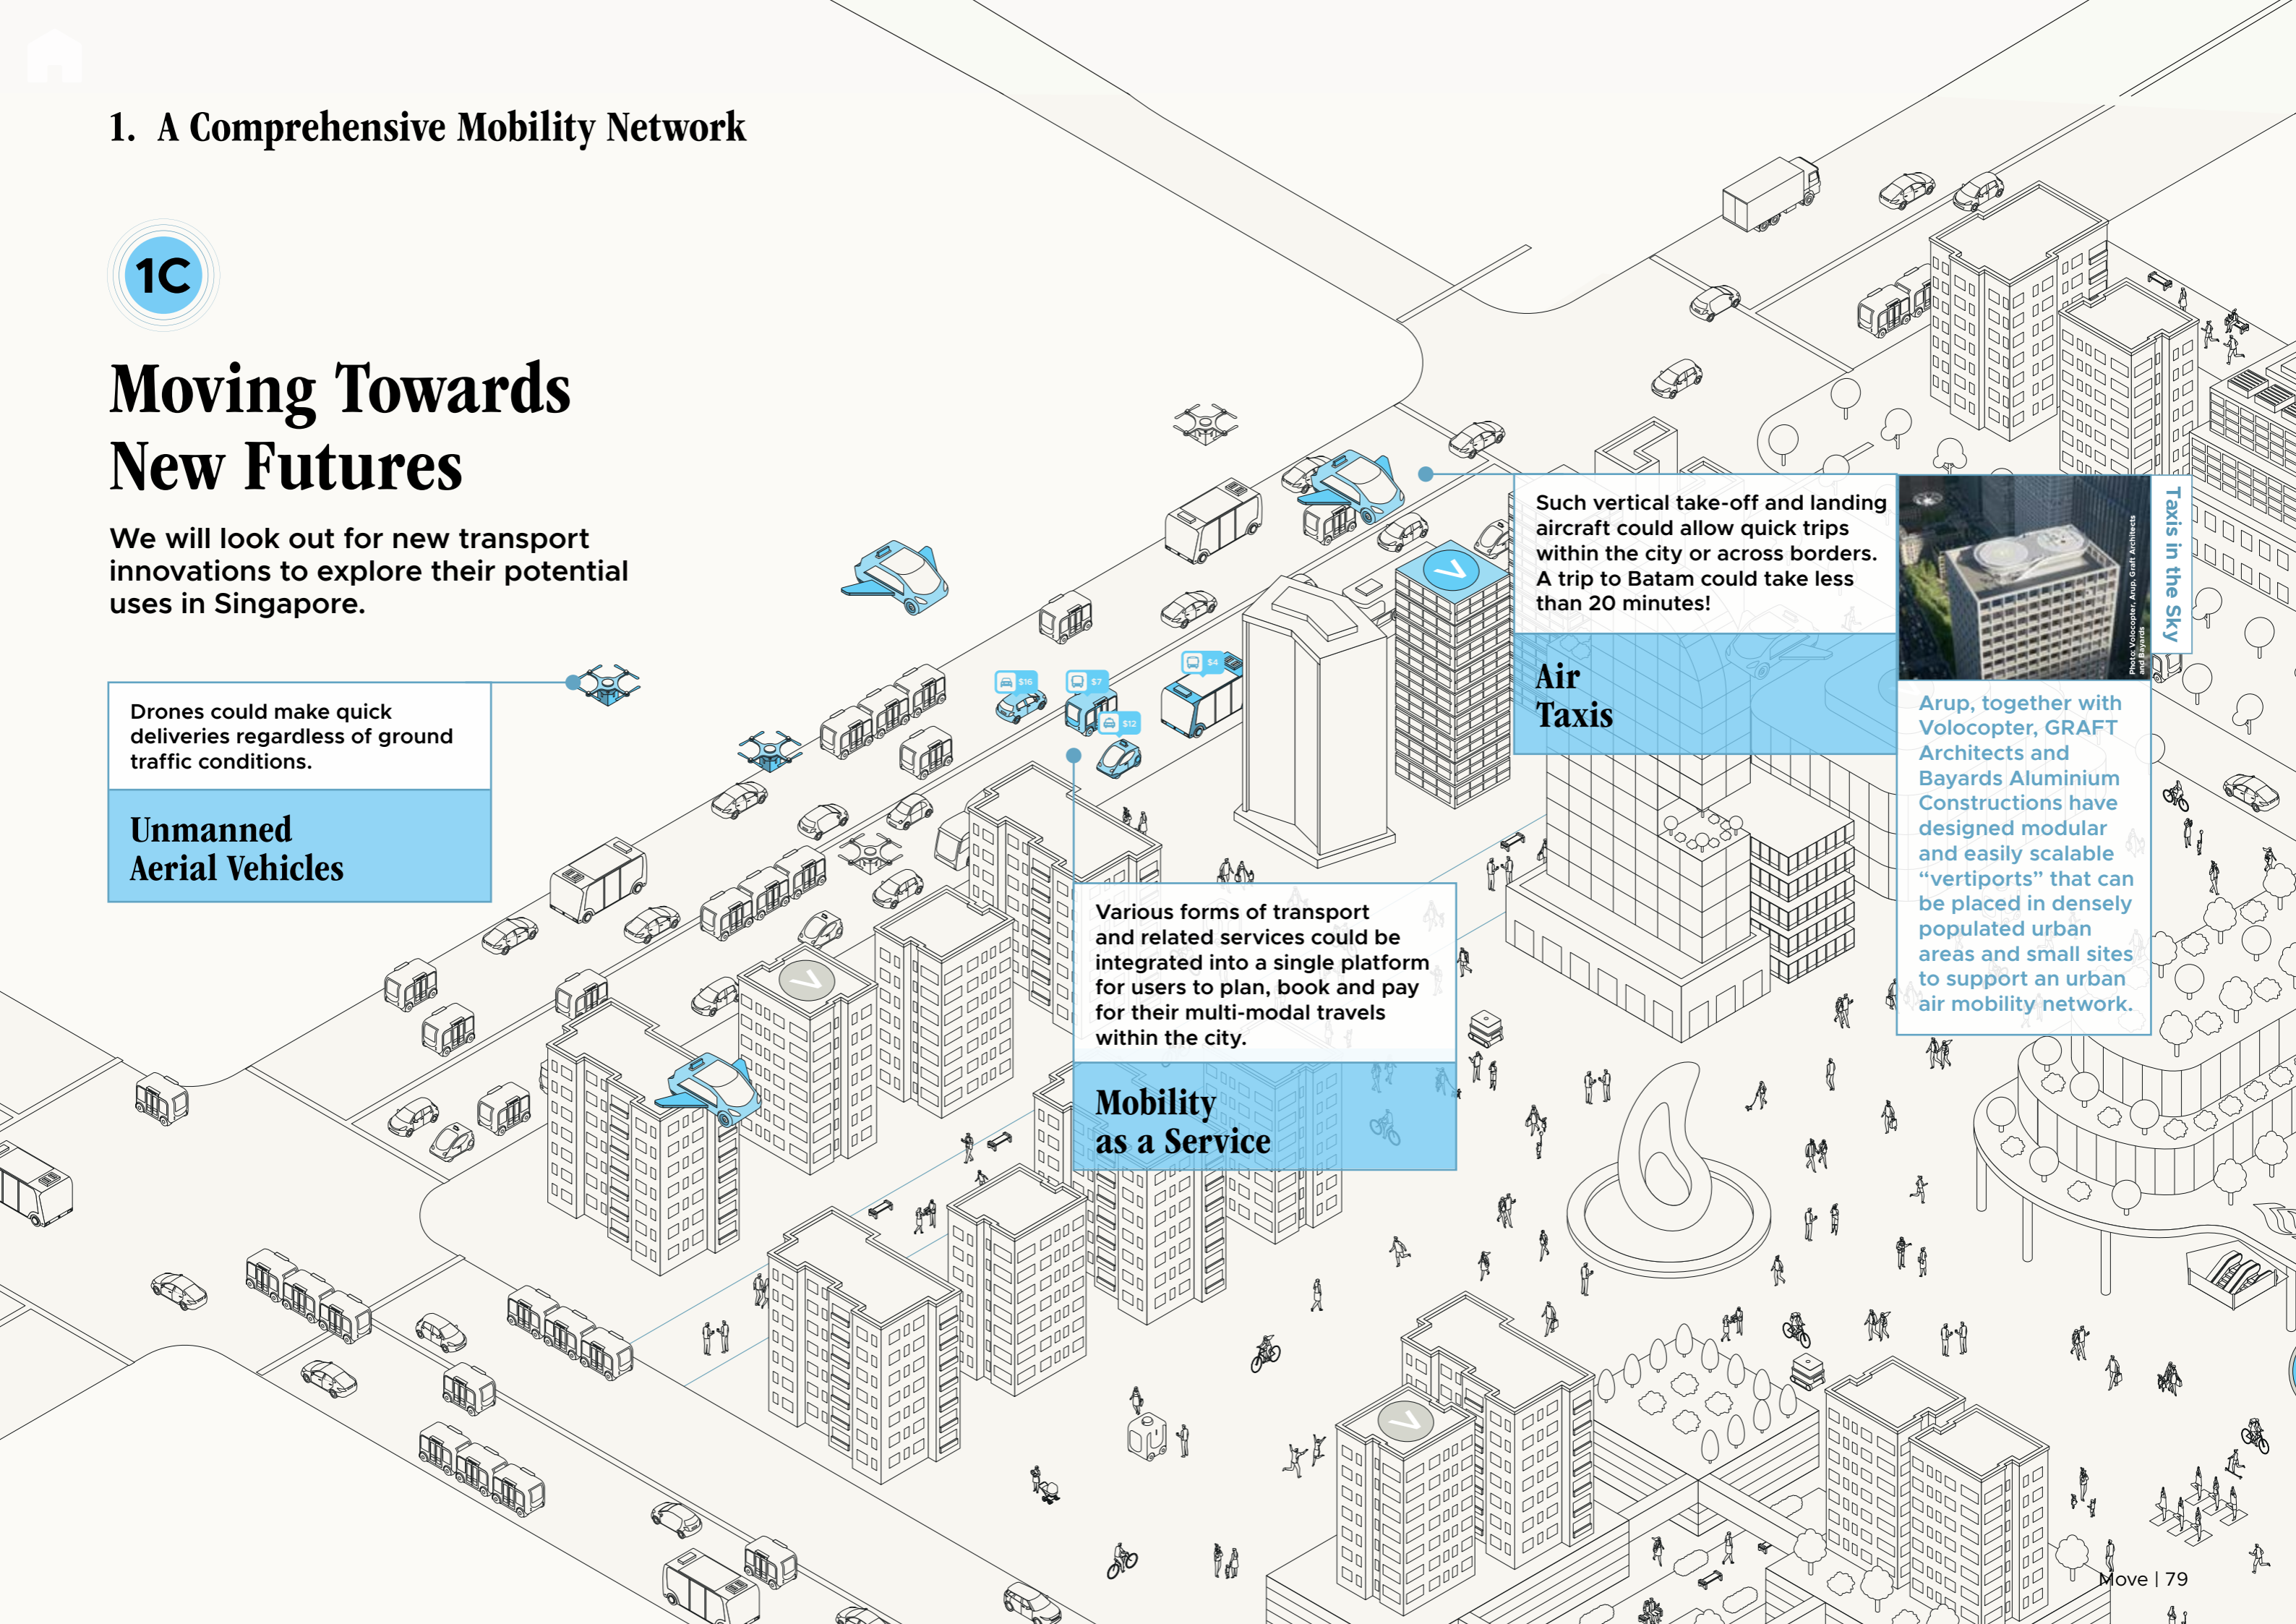 1. A Comprehensive Mobility Network
1C
Moving Towards
New Futures
We will look out for new transport
innovations to explore their potential
uses in Singapore.
Drones could make quick
deliveries regardless of ground
traffic conditions.
Unmanned
Aerial Vehicles
$16
$7
$4
$12
Various forms of transport
and related services could be
integrated into a single platform
for users to plan, book and pay
for their multi-modal travels
within the city.
Mobility
as a Service
Such vertical take-off and landing
aircraft could allow quick trips
within the city or across borders.
A trip to Batam could take less
than 20 minutes!
Air
Taxis
Photo: Volocopter, Arup, Graft Architects
and Bayards
Taxis in the Sky
Arup, together with
Volocopter, GRAFT
Architects and
Bayards Aluminium
Constructions have
designed modular
and easily scalable
“vertiports” that can
be placed in densely
populated urban
areas and small sites
to support an urban
air mobility network.
V
V
V
Move | 79